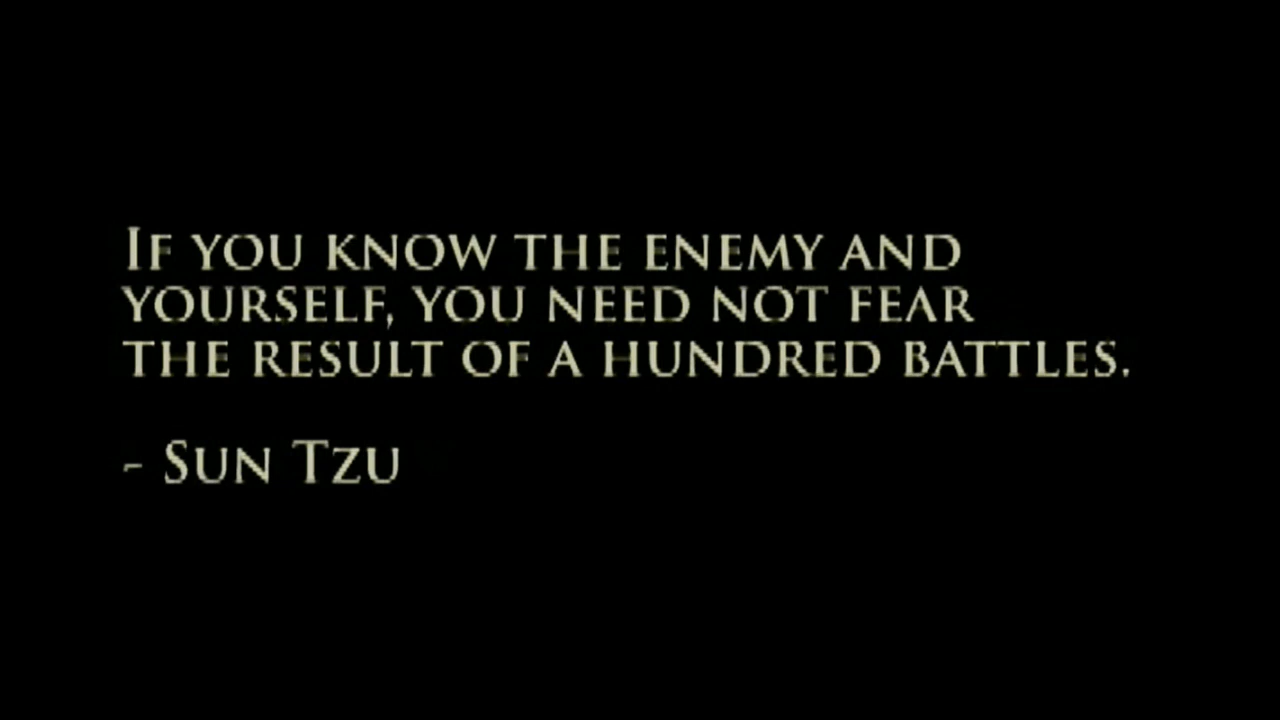 If you know the enemy and
yourself, you need not fear
the result of a hundred battles.
- Sun Tzu